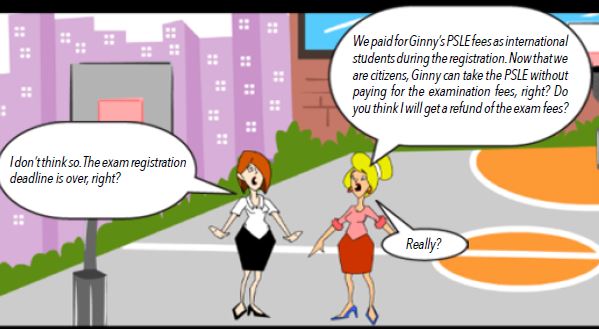 We paid for Ginny's PSLE fees as international
students during the registration. Now that we
are citizens, Ginny can take the PSLE without
paying for the examination fees, right? Do
you think I will get a refund of the exam fees?
I don't think so. The exam registration
deadline is over, right?
Really?